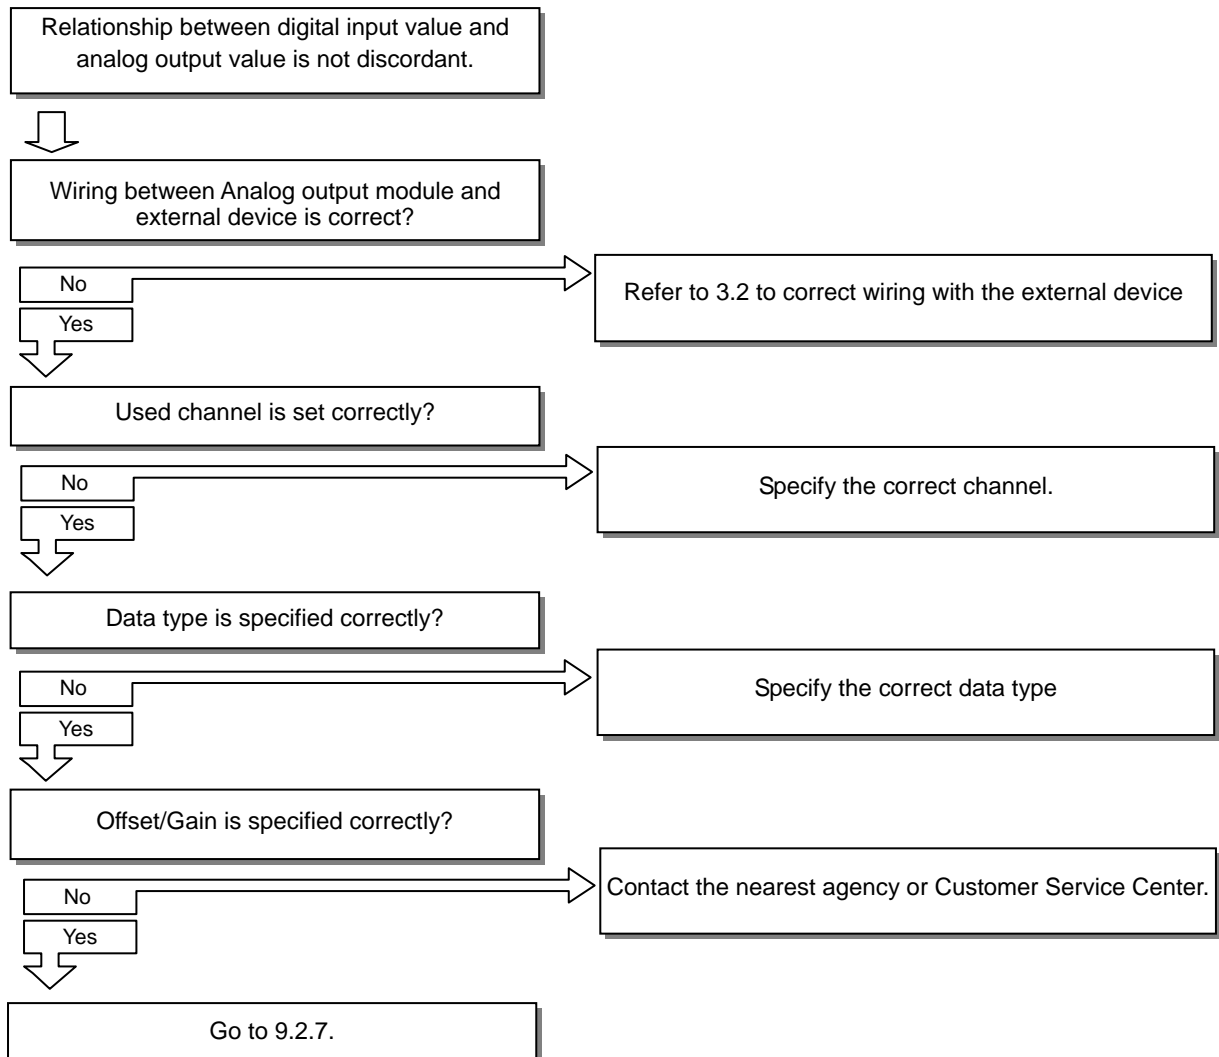 Relationship between digital input value and
analog output value is not discordant.
Wiring between Analog output module and
external device is correct?
No
Refer to 3.2 to correct wiring with the external device
Yes
Used channel is set correctly?
No
Specify the correct channel.
Yes
Data type is specified correctly?
No
Specify the correct data type
Yes
Offset/Gain is specified correctly?
No
Contact the nearest agency or Customer Service Center.
Yes
Go to 9.2.7.